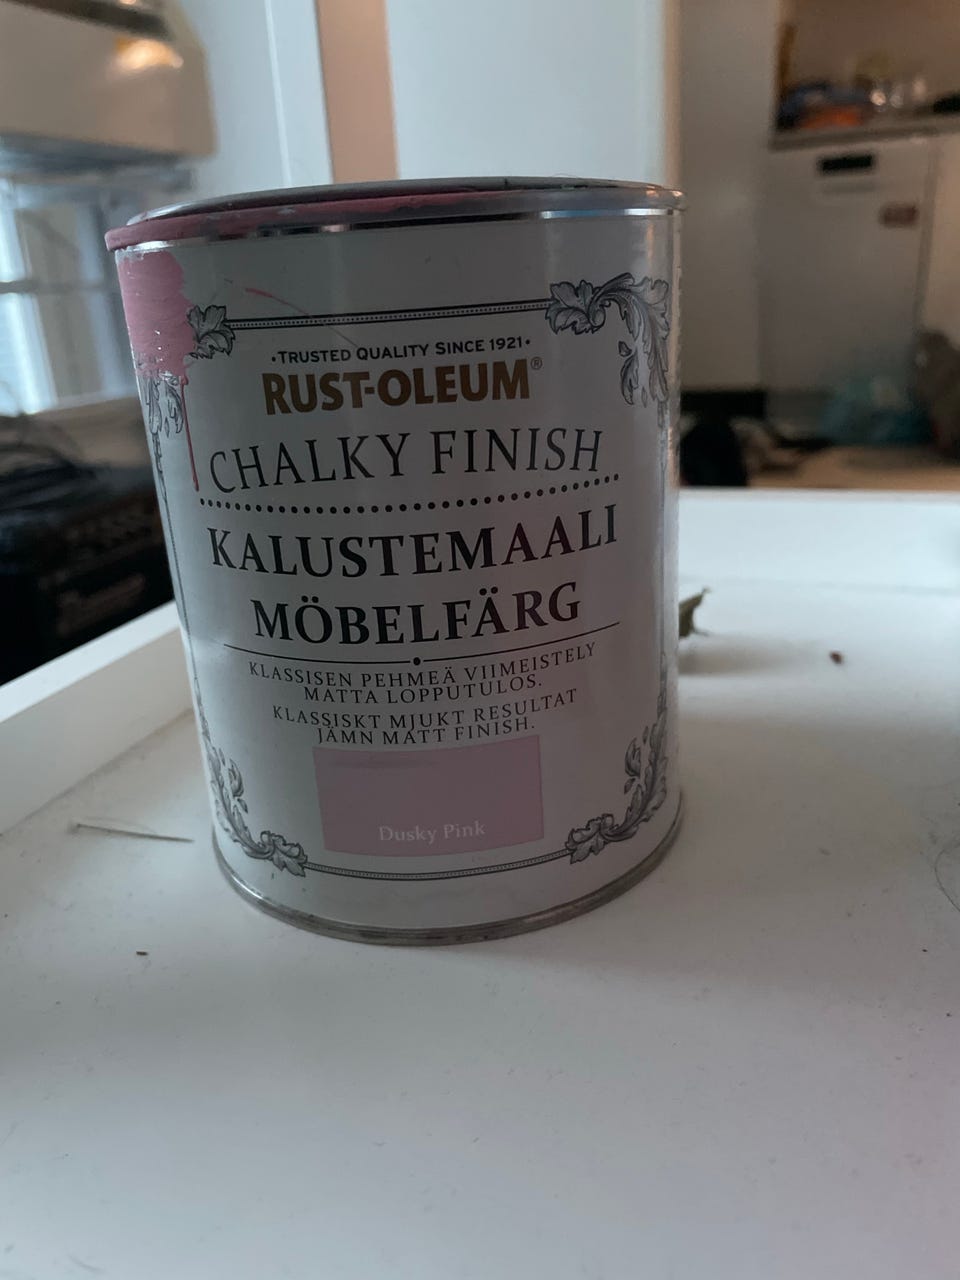 ·TRUSTED QUALITY SINCE 1921·
RUST-OLEUM®
CHALKY FINISH
KALUSTEMAALI
MÖBELFÄRG
KLASSISEN PEHMEÄ VIIMEISTELY
MATTA LOPPUTULOS.
KLASSISKT MJUKT RESULTAT
JÄMN MATT FINISH.
Dusky Pink